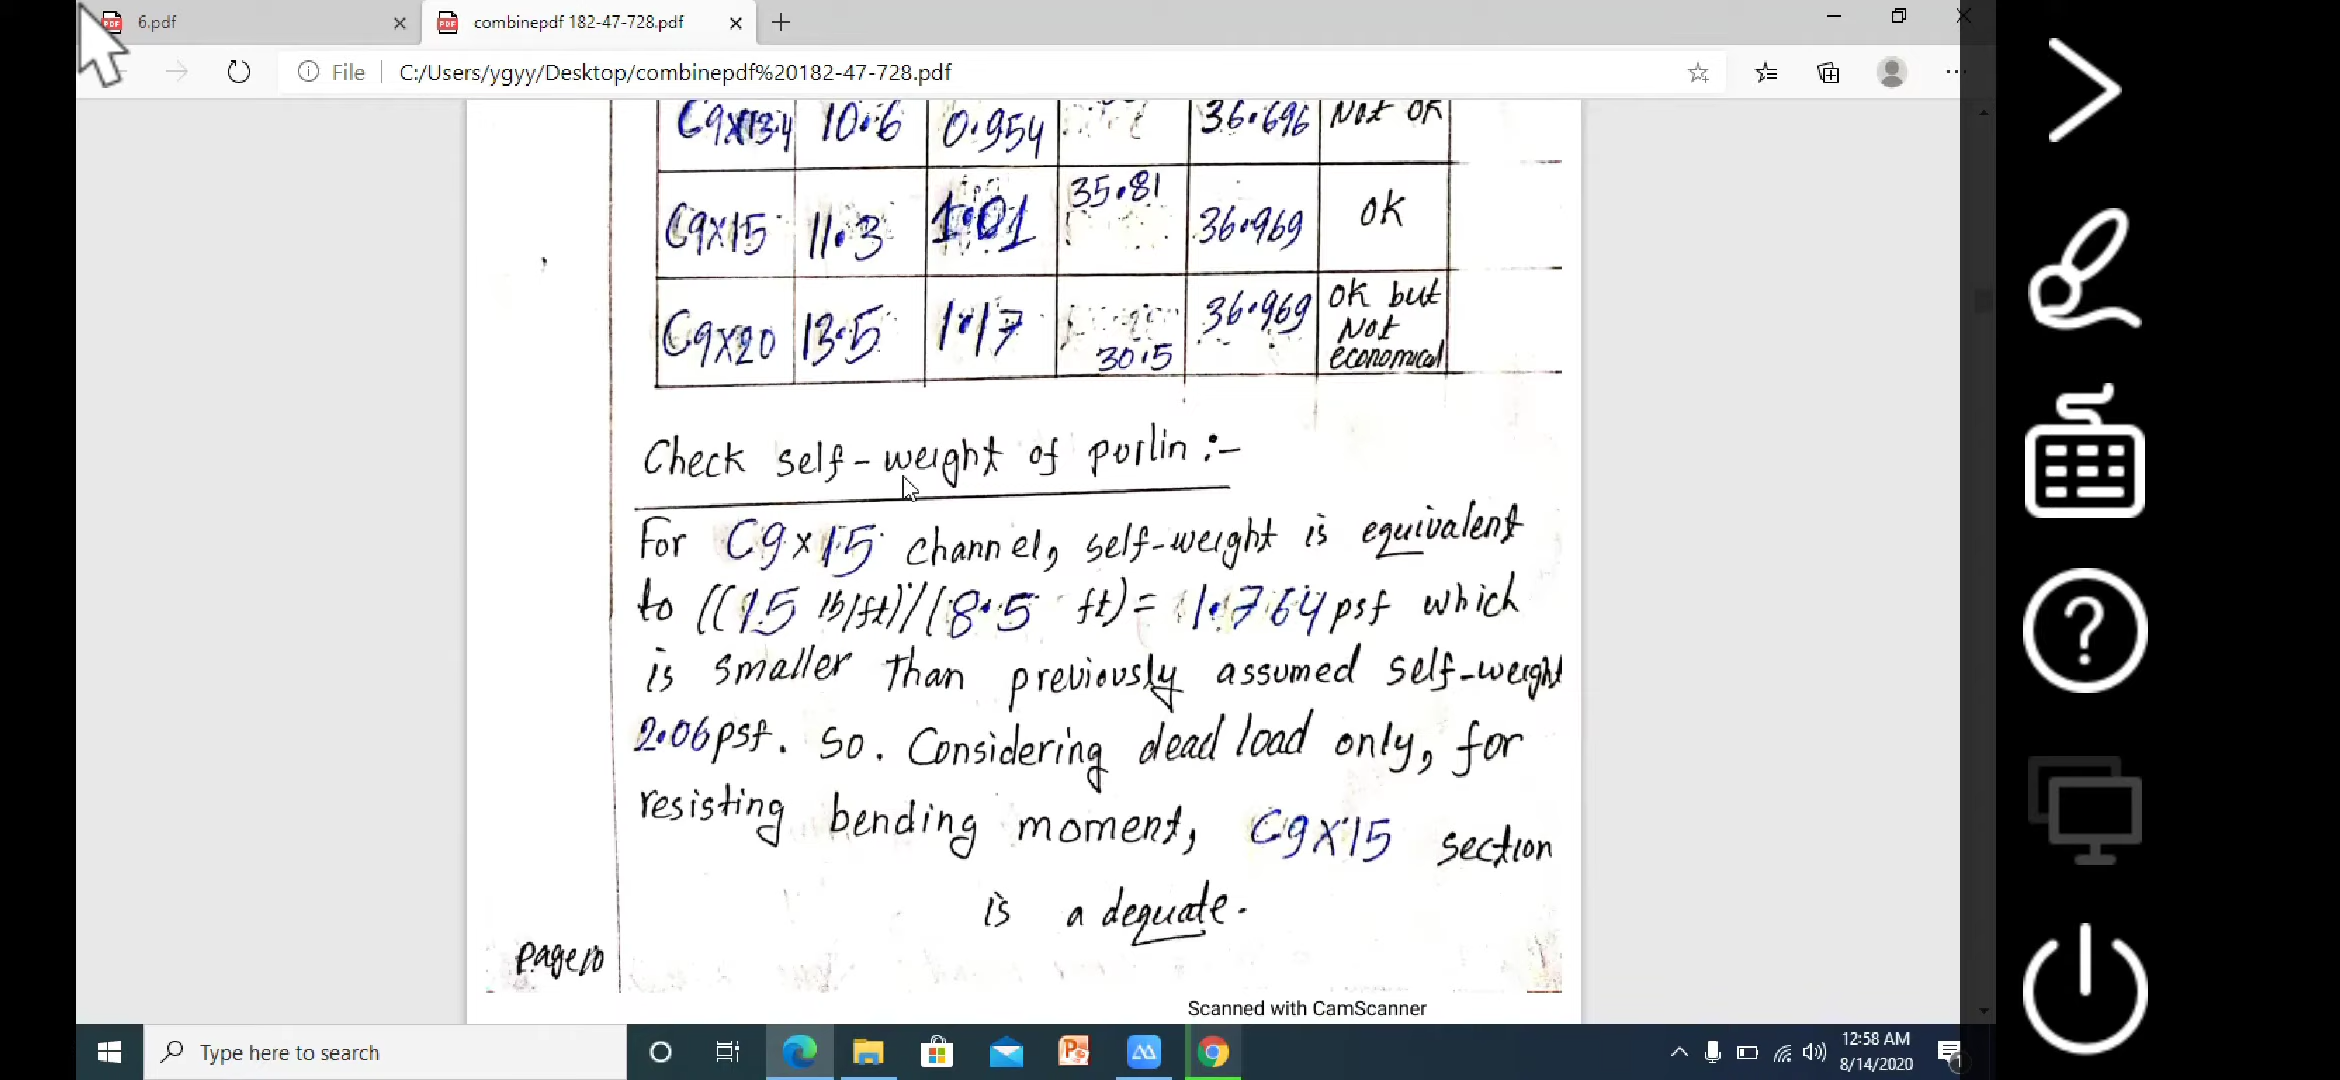 6.pdf
combinepdf 182-47-728.pdf
File
C:/Users/ygyy/Desktop/combinepdf%20182-47-728.pdf
C9X13.4 10.6 0.954 36.696 Not OK
C9X15 11.3 1.01 35.81 36.969 OK
C9X20 13.5 1.17 30.5 36.969 OK but Not economical
Check self-weight of purlin :-
For C9×15 channel, self-weight is equivalent
to ((15 lb/ft)/(8.5 ft) = 1.764 psf which
is smaller than previously assumed self-weight
2.06 psf. So. Considering dead load only, for
resisting bending moment, C9X15 section
is adequate.
page 10
Scanned with CamScanner
Type here to search
12:58 AM
8/14/2020